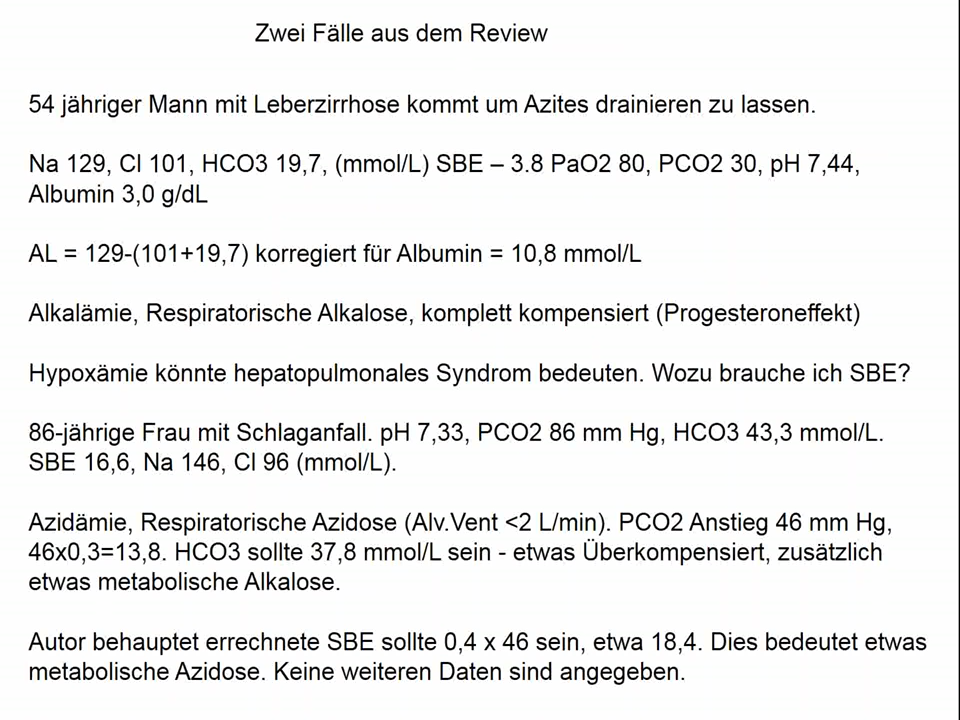 Zwei Fälle aus dem Review
54 jähriger Mann mit Leberzirrhose kommt um Azites drainieren zu lassen.
Na 129, Cl 101, HCO3 19,7, (mmol/L) SBE – 3.8 PaO2 80, PCO2 30, pH 7,44,
Albumin 3,0 g/dL
AL = 129-(101+19,7) korregiert für Albumin = 10,8 mmol/L
Alkalämie, Respiratorische Alkalose, komplett kompensiert (Progesteroneffekt)
Hypoxämie könnte hepatopulmonales Syndrom bedeuten. Wozu brauche ich SBE?
86-jährige Frau mit Schlaganfall. pH 7,33, PCO2 86 mm Hg, HCO3 43,3 mmol/L.
SBE 16,6, Na 146, Cl 96 (mmol/L).
Azidämie, Respiratorische Azidose (Alv.Vent <2 L/min). PCO2 Anstieg 46 mm Hg,
46x0,3=13,8. HCO3 sollte 37,8 mmol/L sein - etwas Überkompensiert, zusätzlich
etwas metabolische Alkalose.
Autor behauptet errechnete SBE sollte 0,4 x 46 sein, etwa 18,4. Dies bedeutet etwas
metabolische Azidose. Keine weiteren Daten sind angegeben.